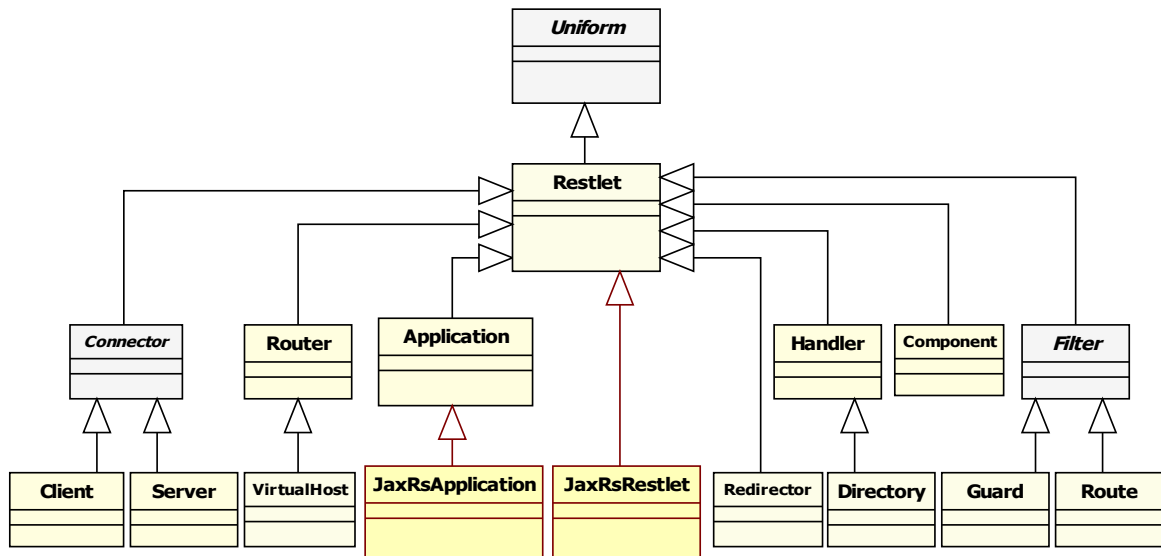 Uniform
Restlet
Connector
Router
Application
Handler
Component
Filter
Client
Server
VirtualHost
JaxRsApplication
JaxRsRestlet
Redirector
Directory
Guard
Route